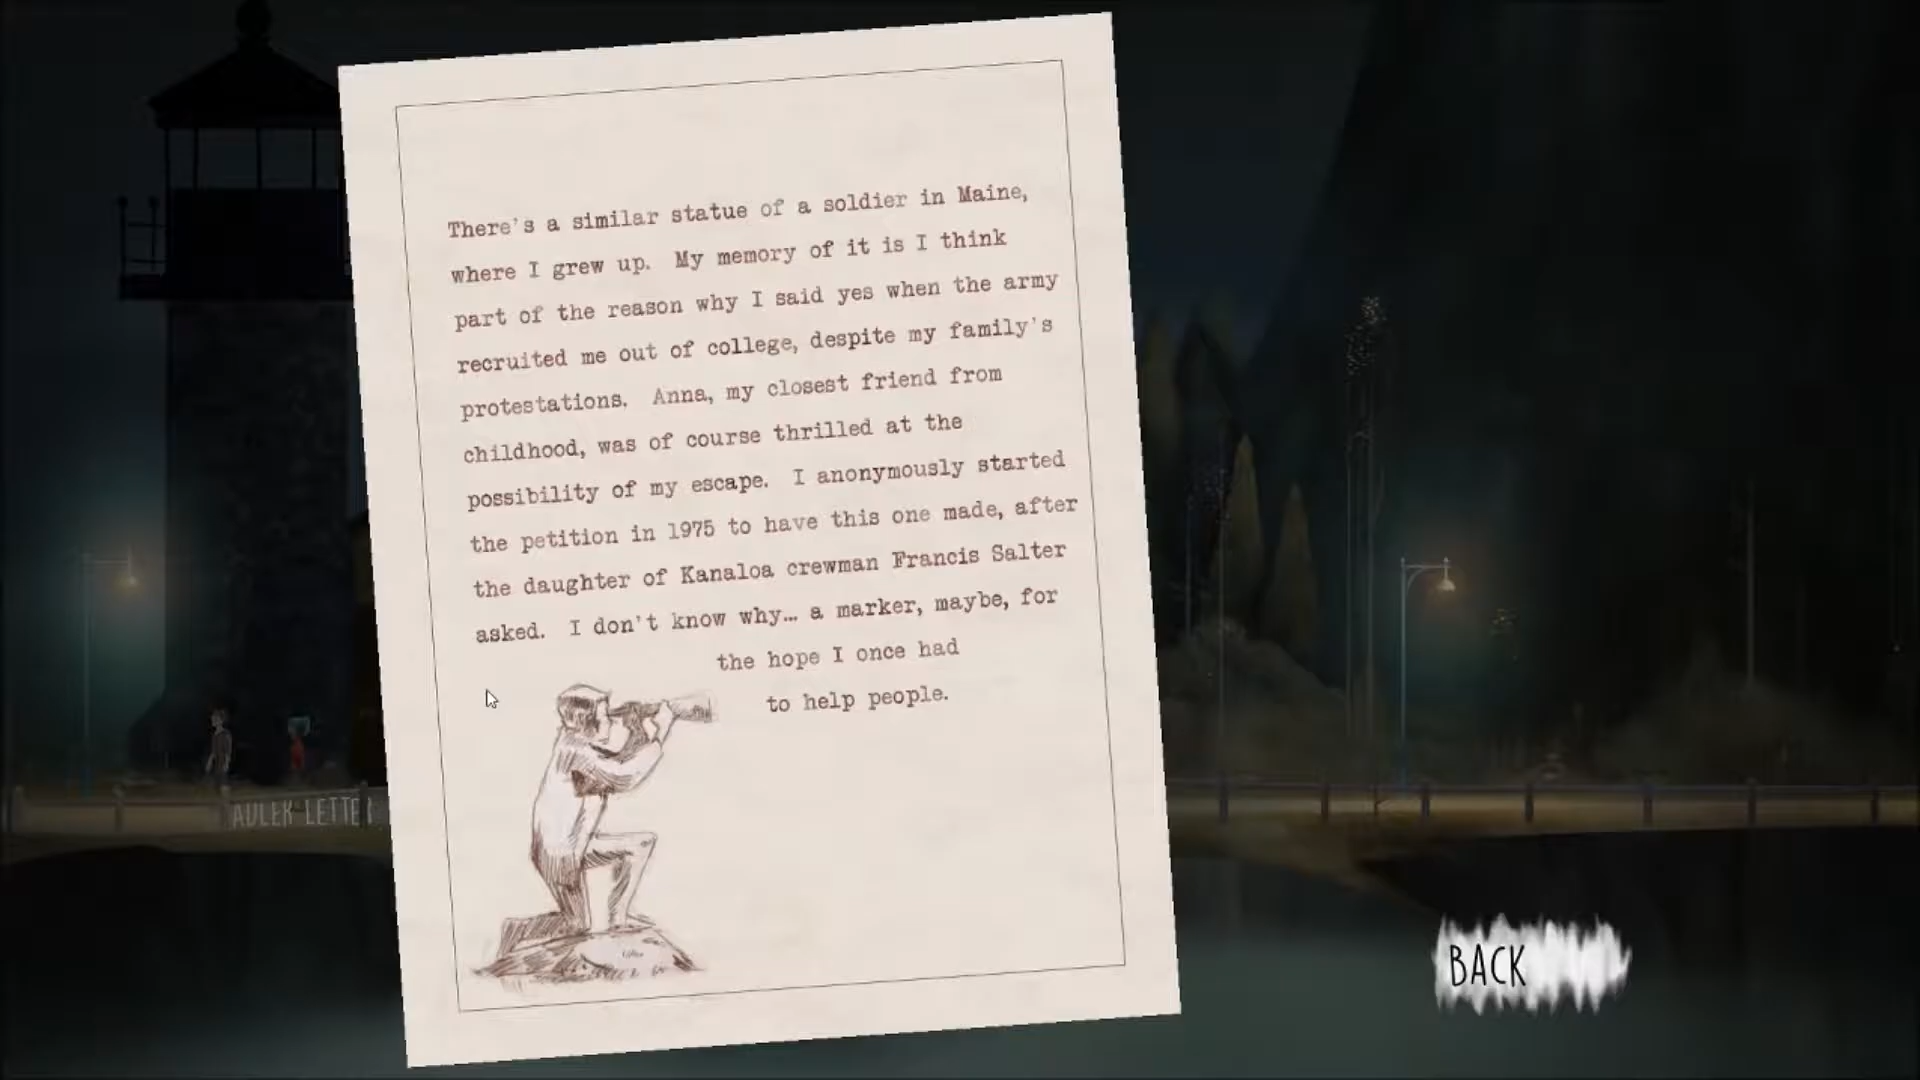 There's a similar statue of a soldier in Maine,
where I grew up. My memory of it is I think
part of the reason why I said yes when the army
recruited me out of college, despite my family's
protestations. Anna, my closest friend from
childhood, was of course thrilled at the
possibility of my escape. I anonymously started
the petition in 1975 to have this one made, after
the daughter of Kanaloa crewman Francis Salter
asked. I don't know why... a marker, maybe, for
the hope I once had
to help people.
ADLER LETTER
BACK